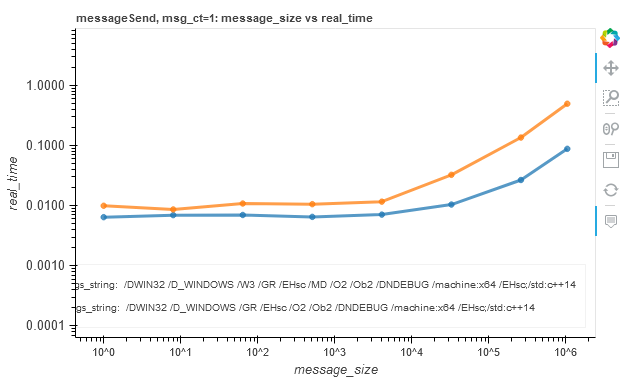 messageSend, msg_ct=1: message_size vs real_time
1.0000
0.1000
0.0100
0.0010
0.0001
real_time
gs_string: /DWIN32 /D_WINDOWS /W3 /GR /EHsc /MD /O2 /Ob2 /DNDEBUG /machine:x64 /EHsc;/std:c++14
gs_string: /DWIN32 /D_WINDOWS /GR /EHsc /O2 /Ob2 /DNDEBUG /machine:x64 /EHsc;/std:c++14
10^0 10^1 10^2 10^3 10^4 10^5 10^6
message_size